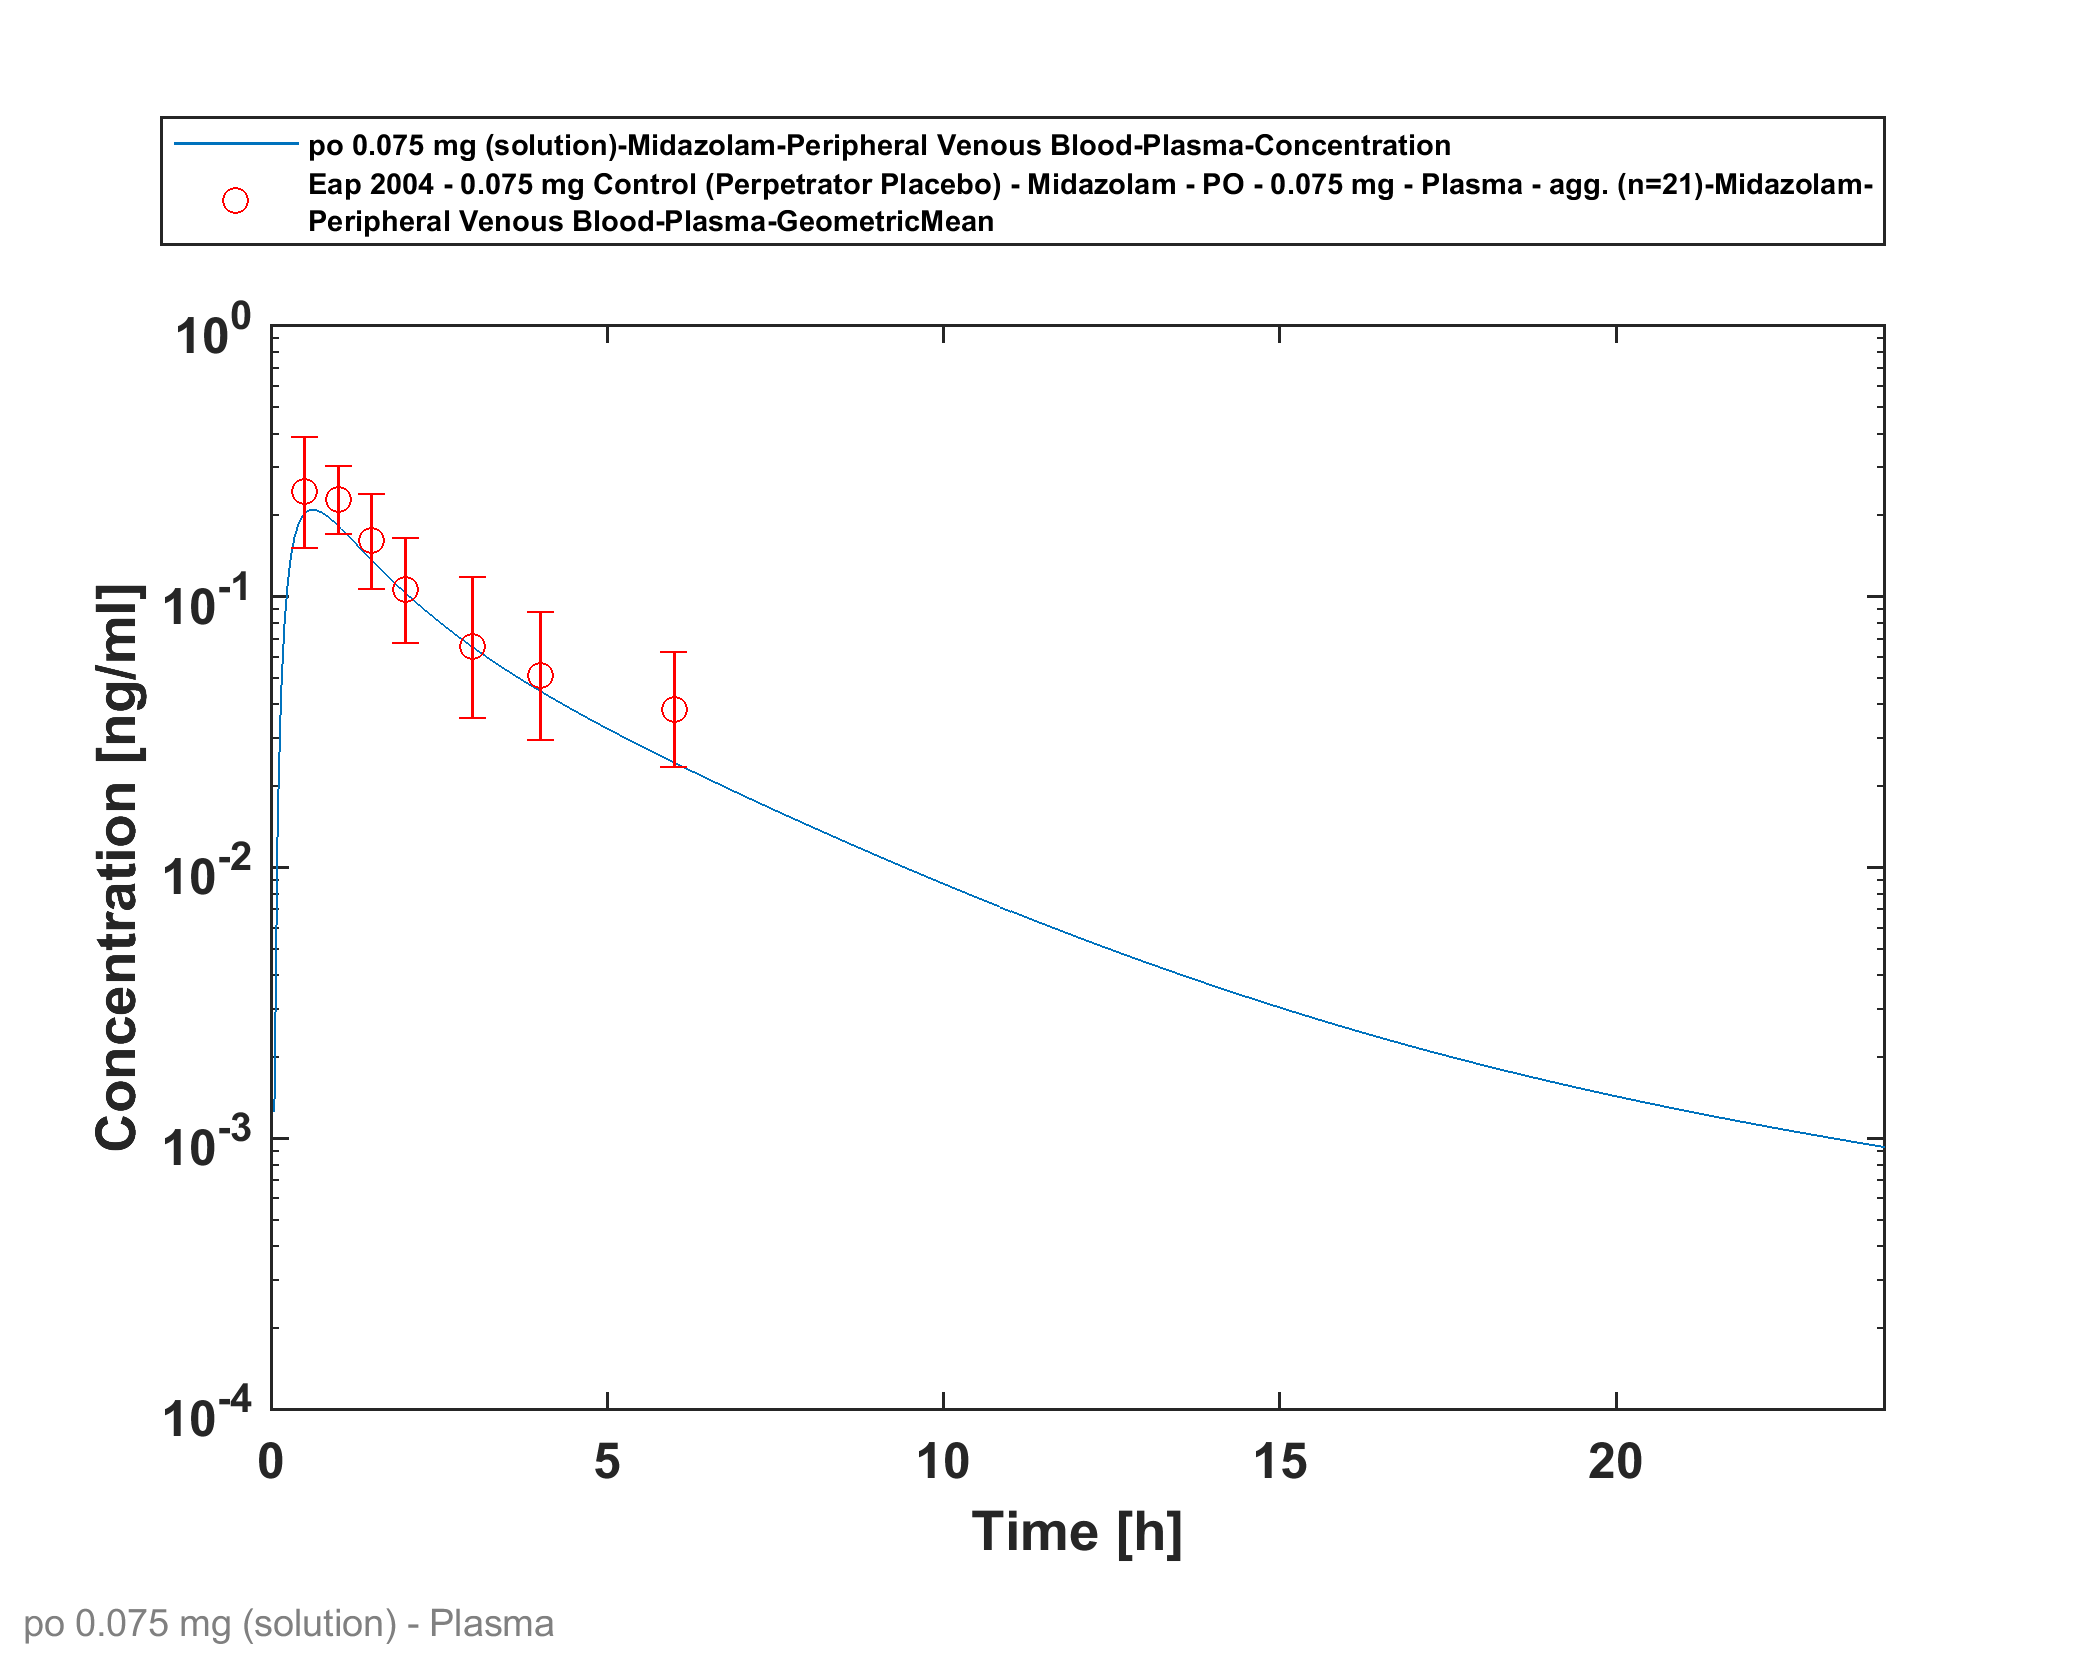 po 0.075 mg (solution)-Midazolam-Peripheral Venous Blood-Plasma-Concentration
Eap 2004 - 0.075 mg Control (Perpetrator Placebo) - Midazolam - PO - 0.075 mg - Plasma - agg. (n=21)-Midazolam-
Peripheral Venous Blood-Plasma-GeometricMean
10^0
10^-1
10^-2
10^-3
10^-4
Concentration [ng/ml]
0 5 10 15 20
Time [h]
po 0.075 mg (solution) - Plasma